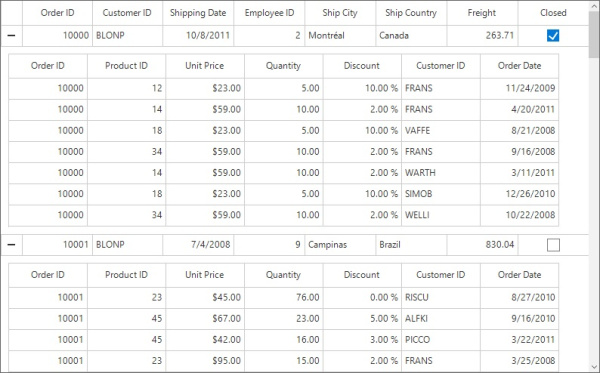 Order ID Customer ID Shipping Date Employee ID Ship City Ship Country Freight Closed
10000 BLONP 10/8/2011 2 Montréal Canada 263.71
Order ID Product ID Unit Price Quantity Discount Customer ID Order Date
10000 12 $23.00 5.00 10.00 % FRANS 11/24/2009
10000 14 $59.00 10.00 2.00 % FRANS 4/20/2011
10000 18 $23.00 5.00 10.00 % VAFFE 8/21/2008
10000 34 $59.00 10.00 2.00 % FRANS 9/16/2008
10000 14 $59.00 10.00 2.00 % WARTH 3/11/2011
10000 18 $23.00 5.00 10.00 % SIMOB 12/26/2010
10000 34 $59.00 10.00 2.00 % WELLI 10/22/2008
10001 BLONP 7/4/2008 9 Campinas Brazil 830.04
Order ID Product ID Unit Price Quantity Discount Customer ID Order Date
10001 23 $45.00 76.00 0.00 % RISCU 8/27/2010
10001 45 $67.00 23.00 5.00 % ALFKI 9/16/2010
10001 45 $42.00 16.00 3.00 % PICCO 3/22/2011
10001 23 $95.00 15.00 2.00 % FRANS 3/25/2008